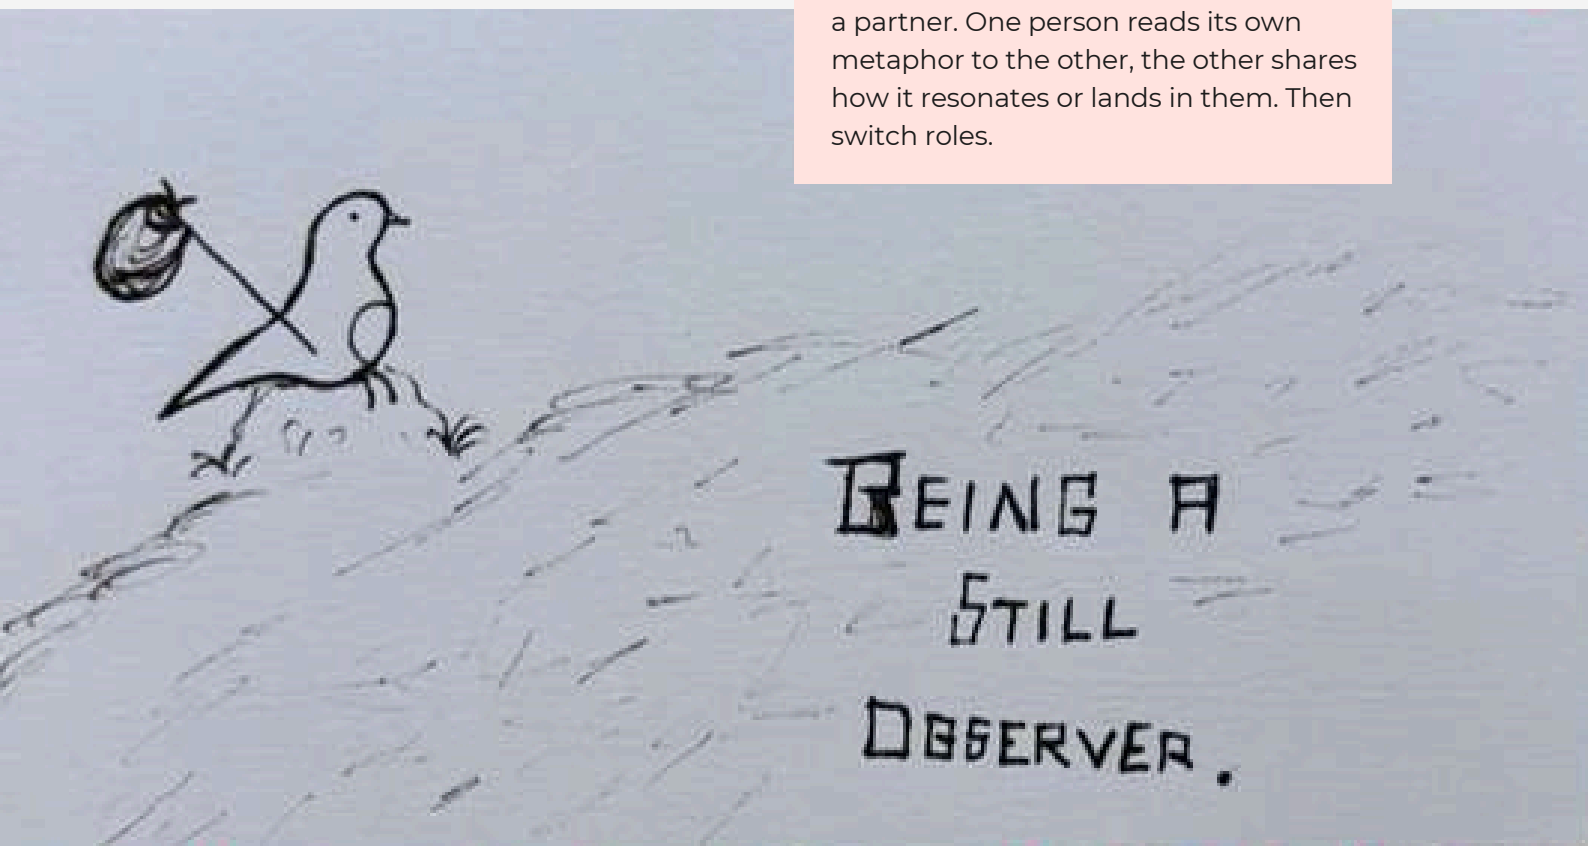 a partner. One person reads its own
metaphor to the other, the other shares
how it resonates or lands in them. Then
switch roles.
BEING A
STILL
OBSERVER.